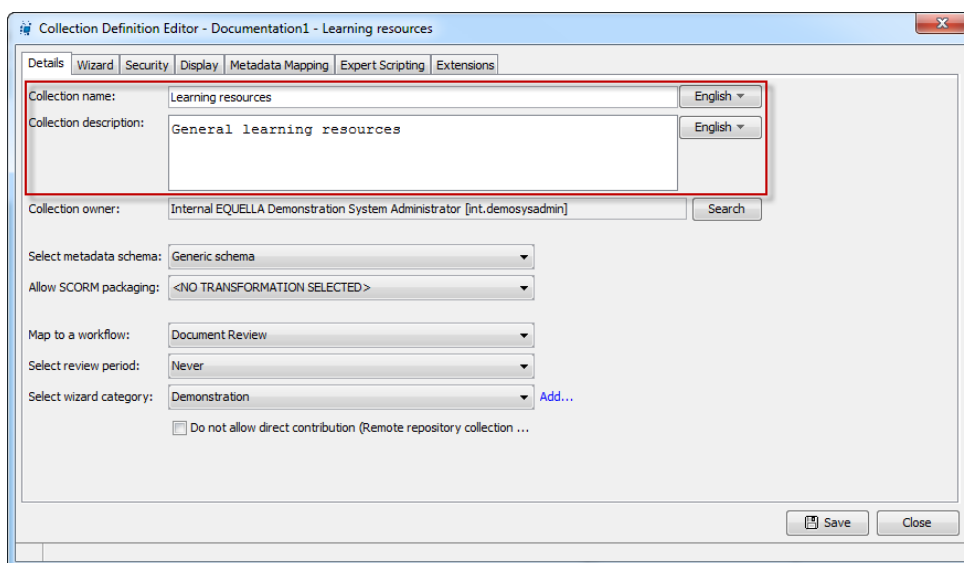 Collection Definition Editor - Documentation1 - Learning resources
Details Wizard Security Display Metadata Mapping Expert Scripting Extensions
Collection name: Learning resources English
Collection description: General learning resources English
Collection owner: Internal EQUELLA Demonstration System Administrator [int.demosysadmin] Search
Select metadata schema: Generic schema
Allow SCORM packaging: <NO TRANSFORMATION SELECTED>
Map to a workflow: Document Review
Select review period: Never
Select wizard category: Demonstration Add...
Do not allow direct contribution (Remote repository collection ...
Save Close